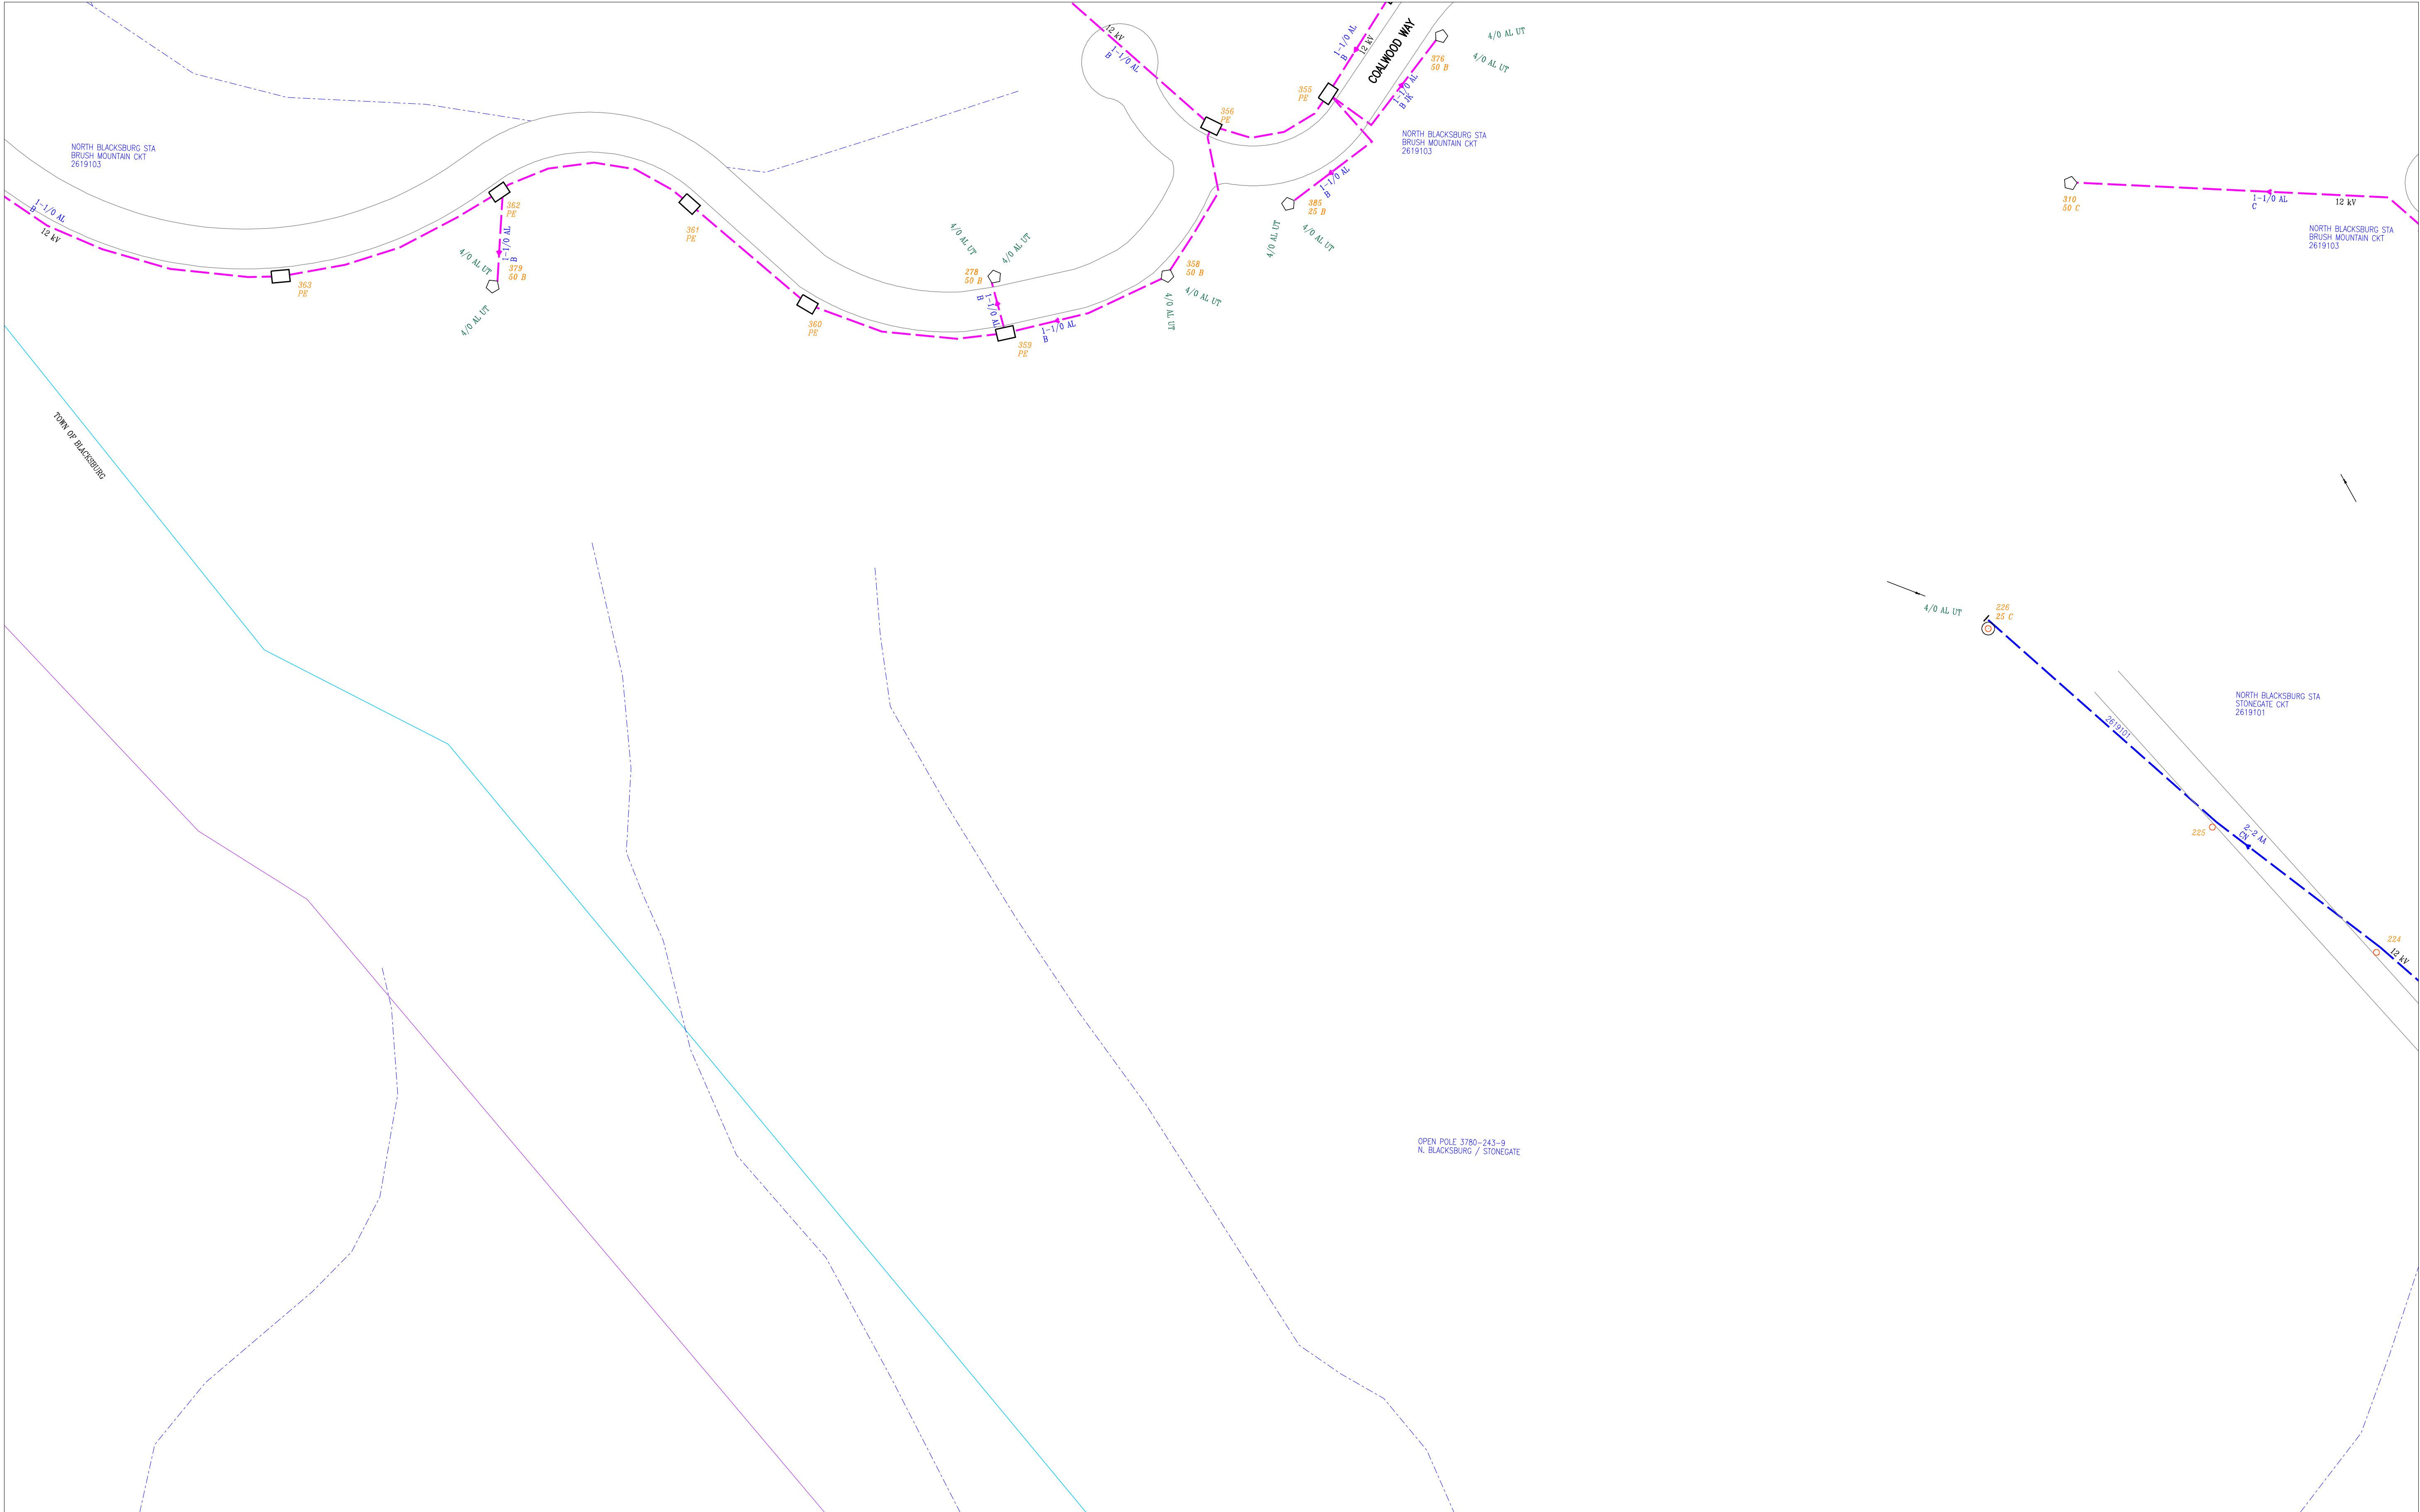 12 kV
1-1/0 AL
B
1-1/0 AL
B
12 kV
COALWOOD WAY
376
50 B
4/0 AL UT
4/0 AL UT
355
PE
1-1/0 AL
B JK
356
PE
NORTH BLACKSBURG STA
BRUSH MOUNTAIN CKT
2619103
NORTH BLACKSBURG STA
BRUSH MOUNTAIN CKT
2619103
1-1/0 AL
B
12 kV
362
PE
361
PE
1-1/0 AL
B
385
25 B
4/0 AL UT
4/0 AL UT
310
50 C
1-1/0 AL
C
12 kV
NORTH BLACKSBURG STA
BRUSH MOUNTAIN CKT
2619103
1-1/0 AL
B
379
50 B
4/0 AL UT
4/0 AL UT
363
PE
4/0 AL UT
4/0 AL UT
278
50 B
1-1/0 AL
B
358
50 B
4/0 AL UT
4/0 AL UT
360
PE
1-1/0 AL
B
359
PE
TOWN OF BLACKSBURG
4/0 AL UT
226
25 C
NORTH BLACKSBURG STA
STONEGATE CKT
2619101
2619101
225
2-2 AA
CN
224
12 kV
OPEN POLE 3780-243-9
N. BLACKSBURG / STONEGATE